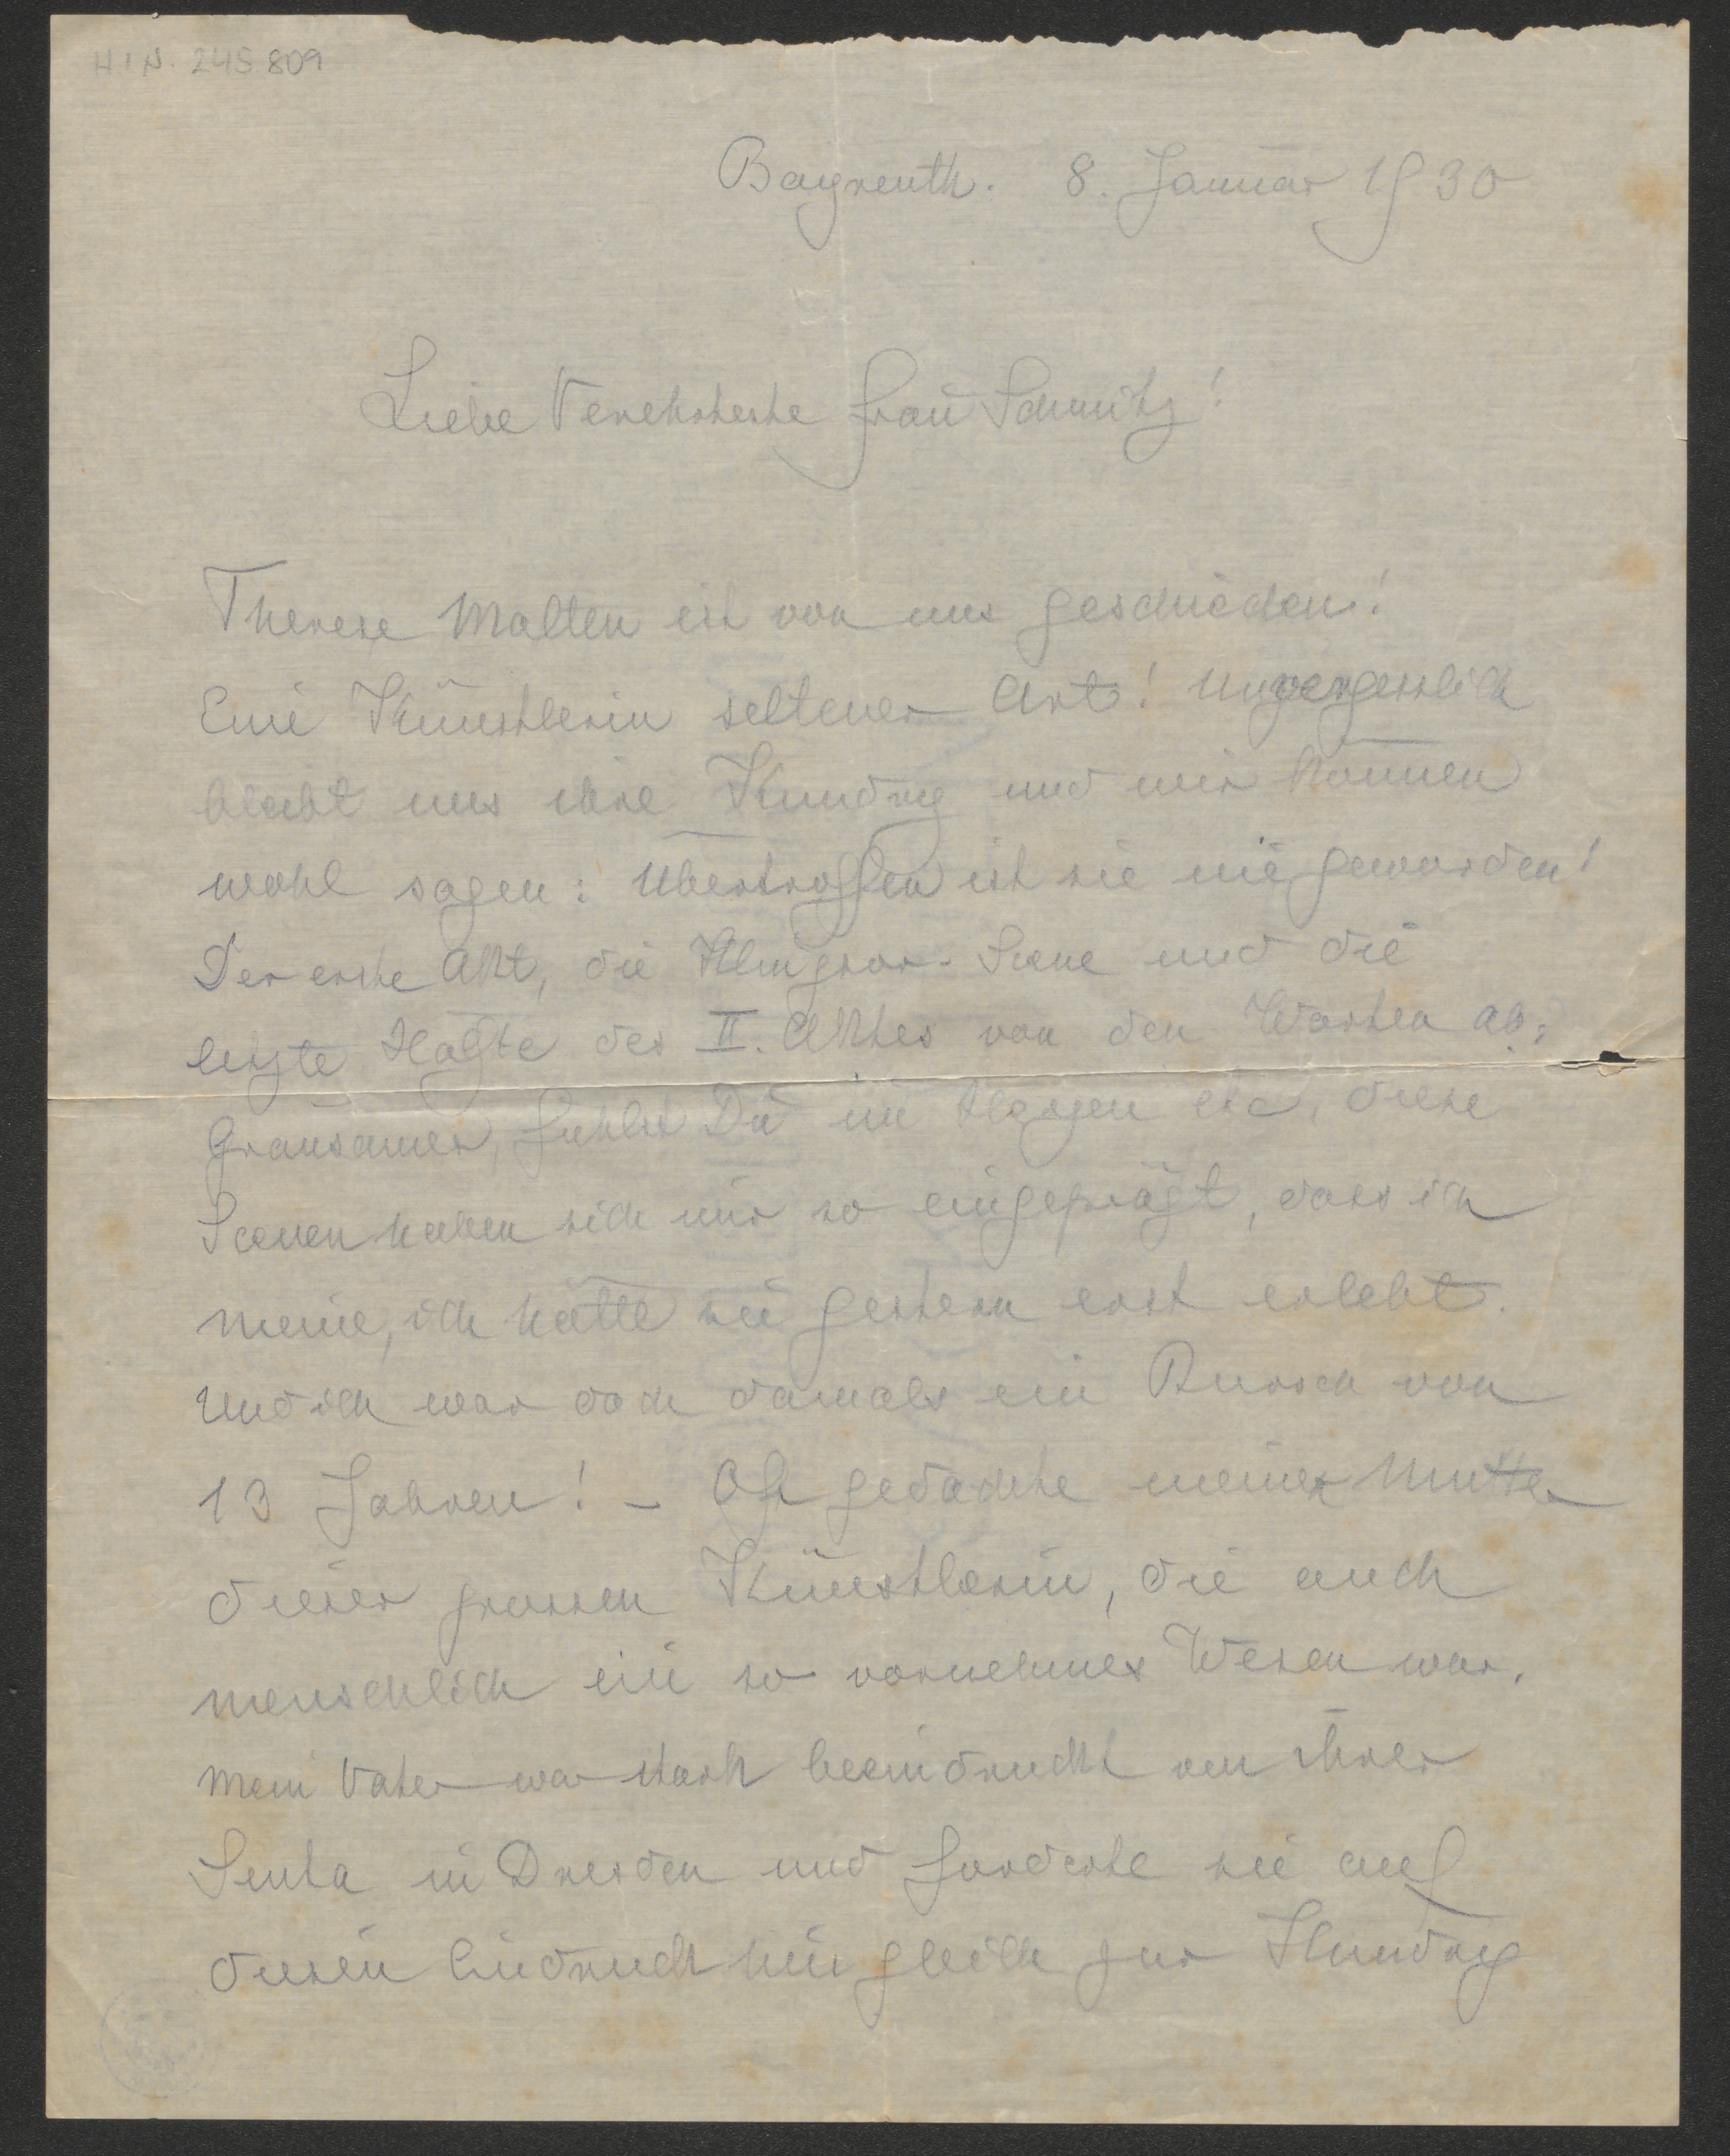 H.I.N. 245 809
Bayreuth. 8. Januar 1930
Liebe Verehrteste Frau Schmitz!
Therese Malten ist von uns geschieden!
Eine Künstlerin seltener Art! Unvergesslich
bleibt uns ihre Kundry und wir können
wohl sagen: Übertroffen ist sie nie geworden!
Der erste Akt, die Klingsor-Scene und die
letzte Hälfte des II. Aktes von den Worten ab:
Grausamer, fühlst Du im Herzen etc, diese
Scenen haben sich mir so eingeprägt, dass ich
meine, ich hätte sie gestern erst erlebt.
Und ich war doch damals ein Bursch von
13 Jahren! – Oft gedachte meine Mutter
dieser grossen Künstlerin, die auch
menschlich ein so vornehmes Wesen war.
Mein Vater war stark beeindruckt von ihrer
Senta in Dresden und forderte sie auf
diesen Eindruck hin gleich zur Kundry